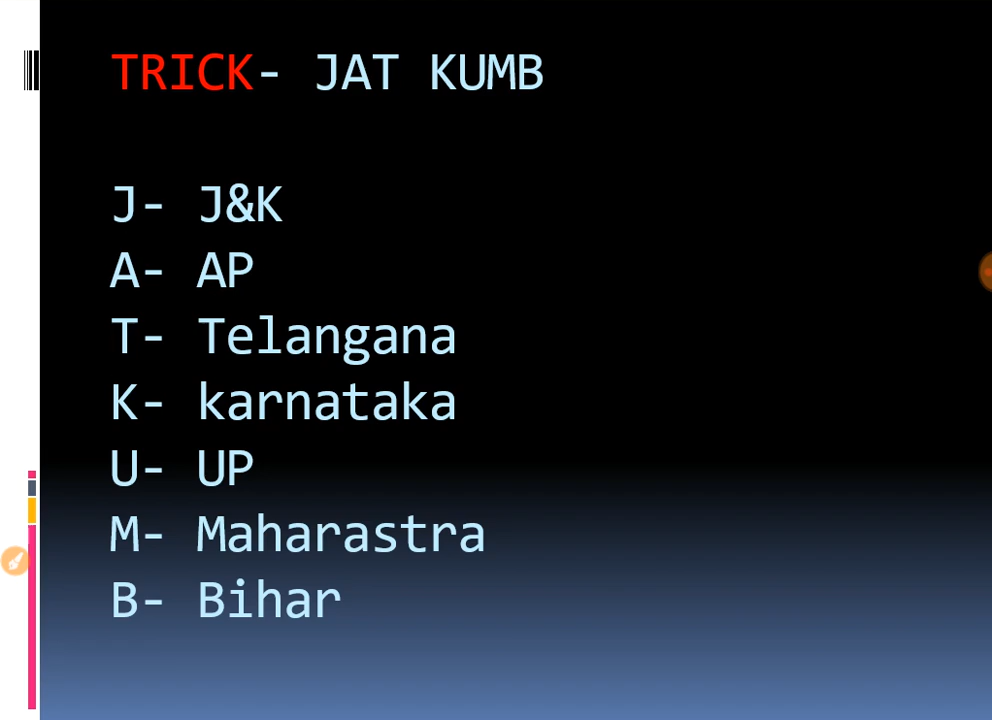 TRICK- JAT KUMB
J- J&K
A- AP
T- Telangana
K- karnataka
U- UP
M- Maharastra
B- Bihar